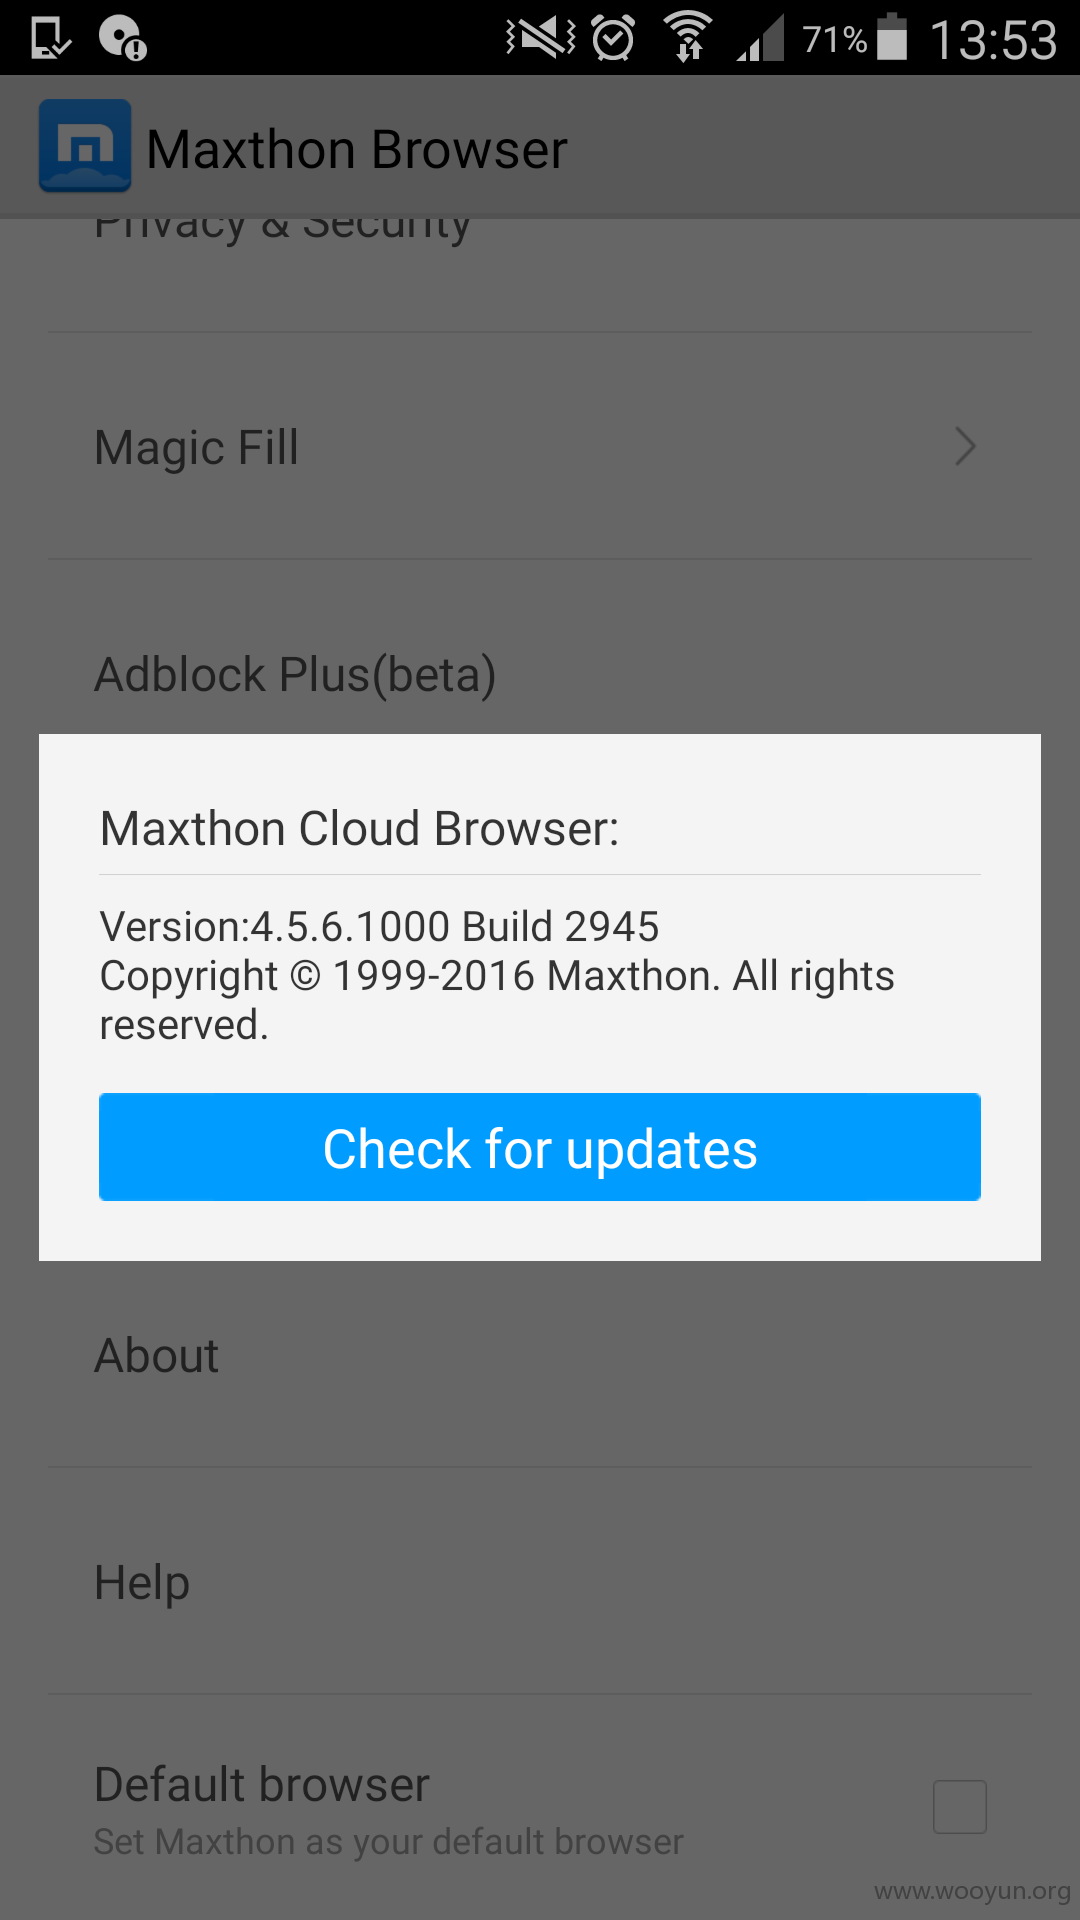 71% 13:53
Maxthon Browser
Privacy & Security
Magic Fill
Adblock Plus(beta)
Maxthon Cloud Browser:
Version:4.5.6.1000 Build 2945
Copyright © 1999-2016 Maxthon. All rights
reserved.
Check for updates
About
Help
Default browser
Set Maxthon as your default browser
www.wooyun.org